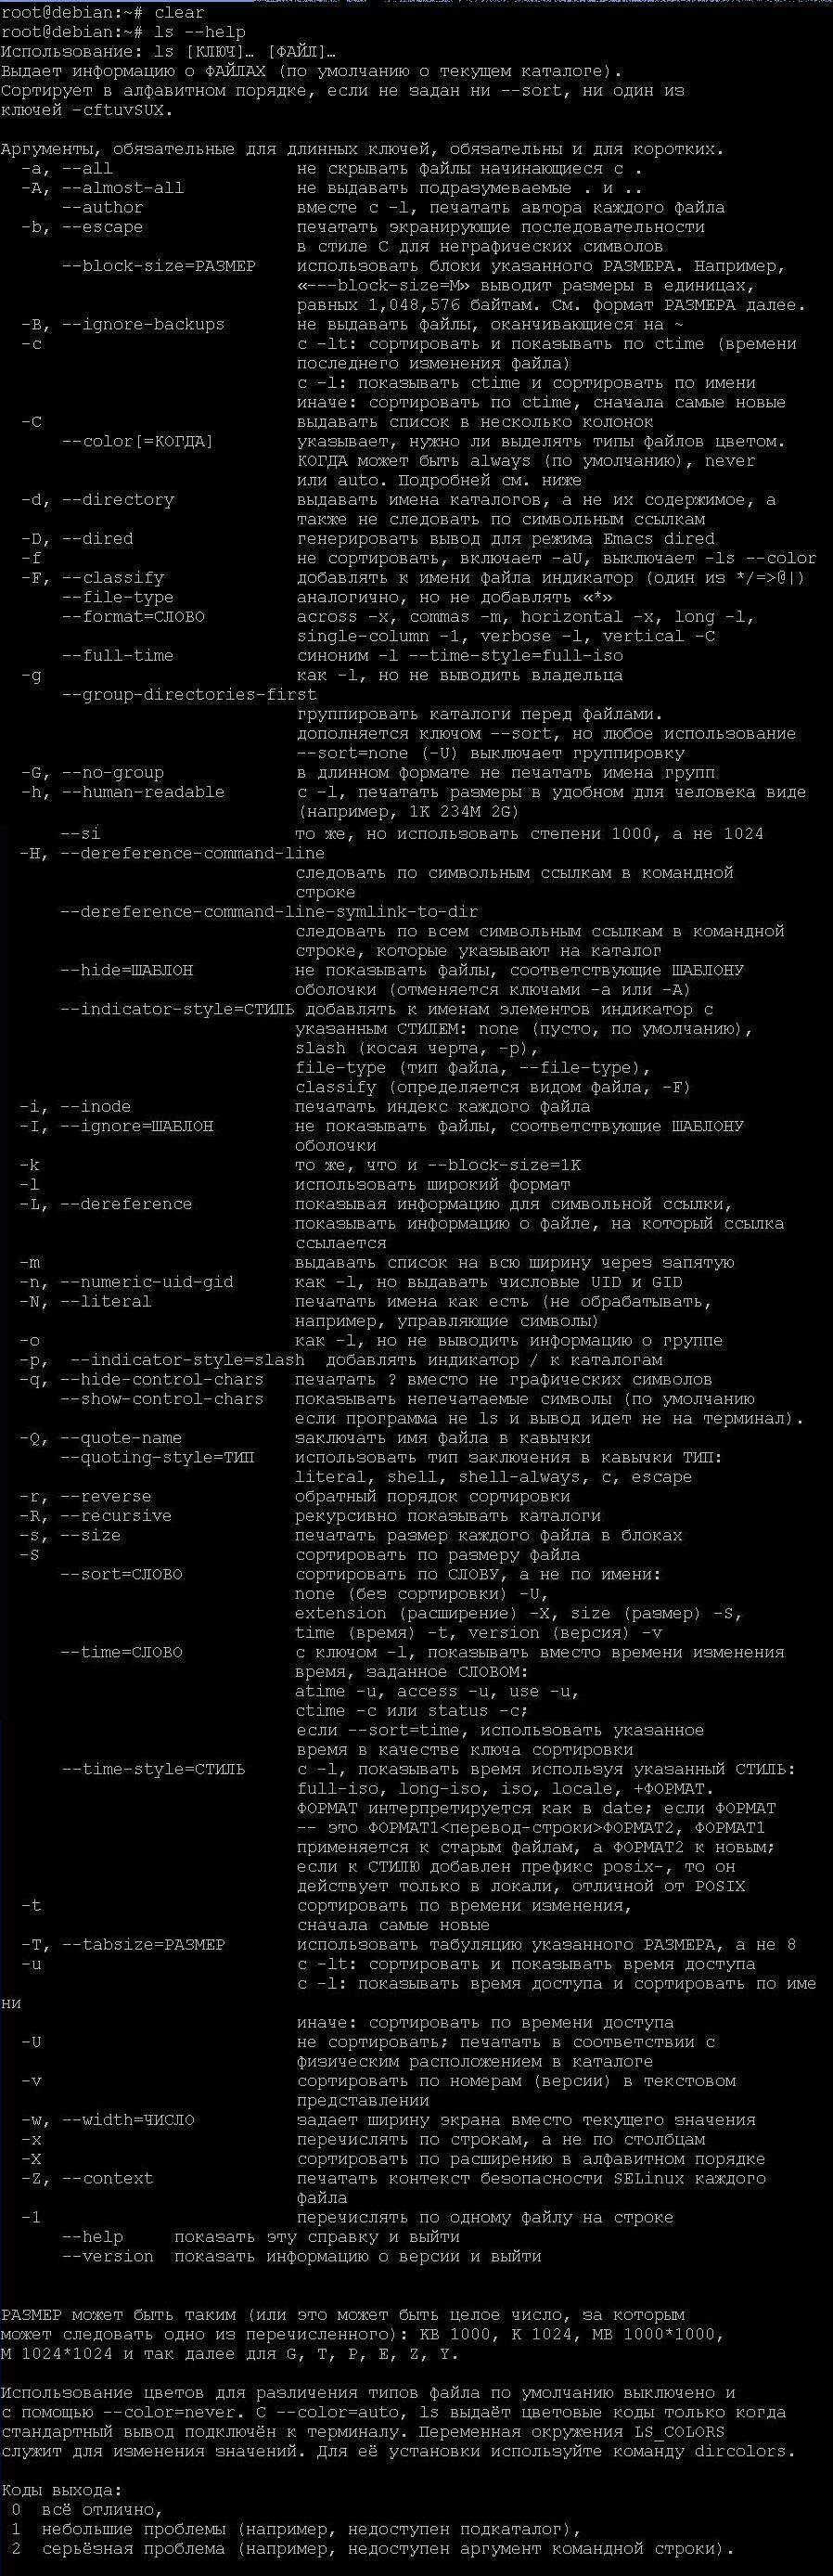 root@debian:~# clear
root@debian:~# ls --help
Использование: ls [КЛЮЧ]… [ФАЙЛ]…
Выдает информацию о ФАЙЛАХ (по умолчанию о текущем каталоге).
Сортирует в алфавитном порядке, если не задан ни --sort, ни один из
ключей -cftuvSUX.

Аргументы, обязательные для длинных ключей, обязательны и для коротких.
  -a, --all                  не скрывать файлы начинающиеся с .
  -A, --almost-all           не выдавать подразумеваемые . и ..
      --author               вместе с -l, печатать автора каждого файла
  -b, --escape               печатать экранирующие последовательности
                             в стиле C для неграфических символов
      --block-size=РАЗМЕР    использовать блоки указанного РАЗМЕРА. Например,
                             «---block-size=M» выводит размеры в единицах,
                             равных 1,048,576 байтам. См. формат РАЗМЕРА далее.
  -B, --ignore-backups       не выдавать файлы, оканчивающиеся на ~
  -c                         с -lt: сортировать и показывать по ctime (времени
                             последнего изменения файла)
                             с -l: показывать ctime и сортировать по имени
                             иначе: сортировать по ctime, сначала самые новые
  -C                         выдавать список в несколько колонок
      --color[=КОГДА]        указывает, нужно ли выделять типы файлов цветом.
                             КОГДА может быть always (по умолчанию), never
                             или auto. Подробней см. ниже
  -d, --directory            выдавать имена каталогов, а не их содержимое, а
                             также не следовать по символьным ссылкам
  -D, --dired                генерировать вывод для режима Emacs dired
  -f                         не сортировать, включает -aU, выключает -ls --color
  -F, --classify             добавлять к имени файла индикатор (один из */=>@|)
      --file-type            аналогично, но не добавлять «*»
      --format=СЛОВО         across -x, commas -m, horizontal -x, long -l,
                             single-column -1, verbose -l, vertical -C
      --full-time            синоним -l --time-style=full-iso
  -g                         как -l, но не выводить владельца
      --group-directories-first
                             группировать каталоги перед файлами.
                             дополняется ключом --sort, но любое использование
                             --sort=none (-U) выключает группировку
  -G, --no-group             в длинном формате не печатать имена групп
  -h, --human-readable       с -l, печатать размеры в удобном для человека виде
                             (например, 1K 234M 2G)
      --si                   то же, но использовать степени 1000, а не 1024
  -H, --dereference-command-line
                             следовать по символьным ссылкам в командной
                             строке
      --dereference-command-line-symlink-to-dir
                             следовать по всем символьным ссылкам в командной
                             строке, которые указывают на каталог
      --hide=ШАБЛОН          не показывать файлы, соответствующие ШАБЛОНУ
                             оболочки (отменяется ключами -a или -A)
      --indicator-style=СТИЛЬ добавлять к именам элементов индикатор с
                             указанным СТИЛЕМ: none (пусто, по умолчанию),
                             slash (косая черта, -p),
                             file-type (тип файла, --file-type),
                             classify (определяется видом файла, -F)
  -i, --inode                печатать индекс каждого файла
  -I, --ignore=ШАБЛОН        не показывать файлы, соответствующие ШАБЛОНУ
                             оболочки
  -k                         то же, что и --block-size=1K
  -l                         использовать широкий формат
  -L, --dereference          показывая информацию для символьной ссылки,
                             показывать информацию о файле, на который ссылка
                             ссылается
  -m                         выдавать список на всю ширину через запятую
  -n, --numeric-uid-gid      как -l, но выдавать числовые UID и GID
  -N, --literal              печатать имена как есть (не обрабатывать,
                             например, управляющие символы)
  -o                         как -l, но не выводить информацию о группе
  -p,  --indicator-style=slash  добавлять индикатор / к каталогам
  -q, --hide-control-chars   печатать ? вместо не графических символов
      --show-control-chars   показывать непечатаемые символы (по умолчанию
                             если программа не ls и вывод идет не на терминал).
  -Q, --quote-name           заключать имя файла в кавычки
      --quoting-style=ТИП    использовать тип заключения в кавычки ТИП:
                             literal, shell, shell-always, c, escape
  -r, --reverse              обратный порядок сортировки
  -R, --recursive            рекурсивно показывать каталоги
  -s, --size                 печатать размер каждого файла в блоках
  -S                         сортировать по размеру файла
      --sort=СЛОВО           сортировать по СЛОВУ, а не по имени:
                             none (без сортировки) -U,
                             extension (расширение) -X, size (размер) -S,
                             time (время) -t, version (версия) -v
      --time=СЛОВО           с ключом -l, показывать вместо времени изменения
                             время, заданное СЛОВОМ:
                             atime -u, access -u, use -u,
                             ctime -c или status -c;
                             если --sort=time, использовать указанное
                             время в качестве ключа сортировки
      --time-style=СТИЛЬ     с -l, показывать время используя указанный СТИЛЬ:
                             full-iso, long-iso, iso, locale, +ФОРМАТ.
                             ФОРМАТ интерпретируется как в date; если ФОРМАТ
                             -- это ФОРМАТ1<перевод-строки>ФОРМАТ2, ФОРМАТ1
                             применяется к старым файлам, а ФОРМАТ2 к новым;
                             если к СТИЛЮ добавлен префикс posix-, то он
                             действует только в локали, отличной от POSIX
  -t                         сортировать по времени изменения,
                             сначала самые новые
  -T, --tabsize=РАЗМЕР       использовать табуляцию указанного РАЗМЕРА, а не 8
  -u                         с -lt: сортировать и показывать время доступа
                             с -l: показывать время доступа и сортировать по име
ни
                             иначе: сортировать по времени доступа
  -U                         не сортировать; печатать в соответствии с
                             физическим расположением в каталоге
  -v                         сортировать по номерам (версии) в текстовом
                             представлении
  -w, --width=ЧИСЛО          задает ширину экрана вместо текущего значения
  -x                         перечислять по строкам, а не по столбцам
  -X                         сортировать по расширению в алфавитном порядке
  -Z, --context              печатать контекст безопасности SELinux каждого
                             файла
  -1                         перечислять по одному файлу на строке
      --help     показать эту справку и выйти
      --version  показать информацию о версии и выйти

РАЗМЕР может быть таким (или это может быть целое число, за которым
может следовать одно из перечисленного): KB 1000, K 1024, MB 1000*1000,
M 1024*1024 и так далее для G, T, P, E, Z, Y.

Использование цветов для различения типов файла по умолчанию выключено и
с помощью --color=never. С --color=auto, ls выдаёт цветовые коды только когда
стандартный вывод подключён к терминалу. Переменная окружения LS_COLORS
служит для изменения значений. Для её установки используйте команду dircolors.

Коды выхода:
 0  всё отлично,
 1  небольшие проблемы (например, недоступен подкаталог),
 2  серьёзная проблема (например, недоступен аргумент командной строки).